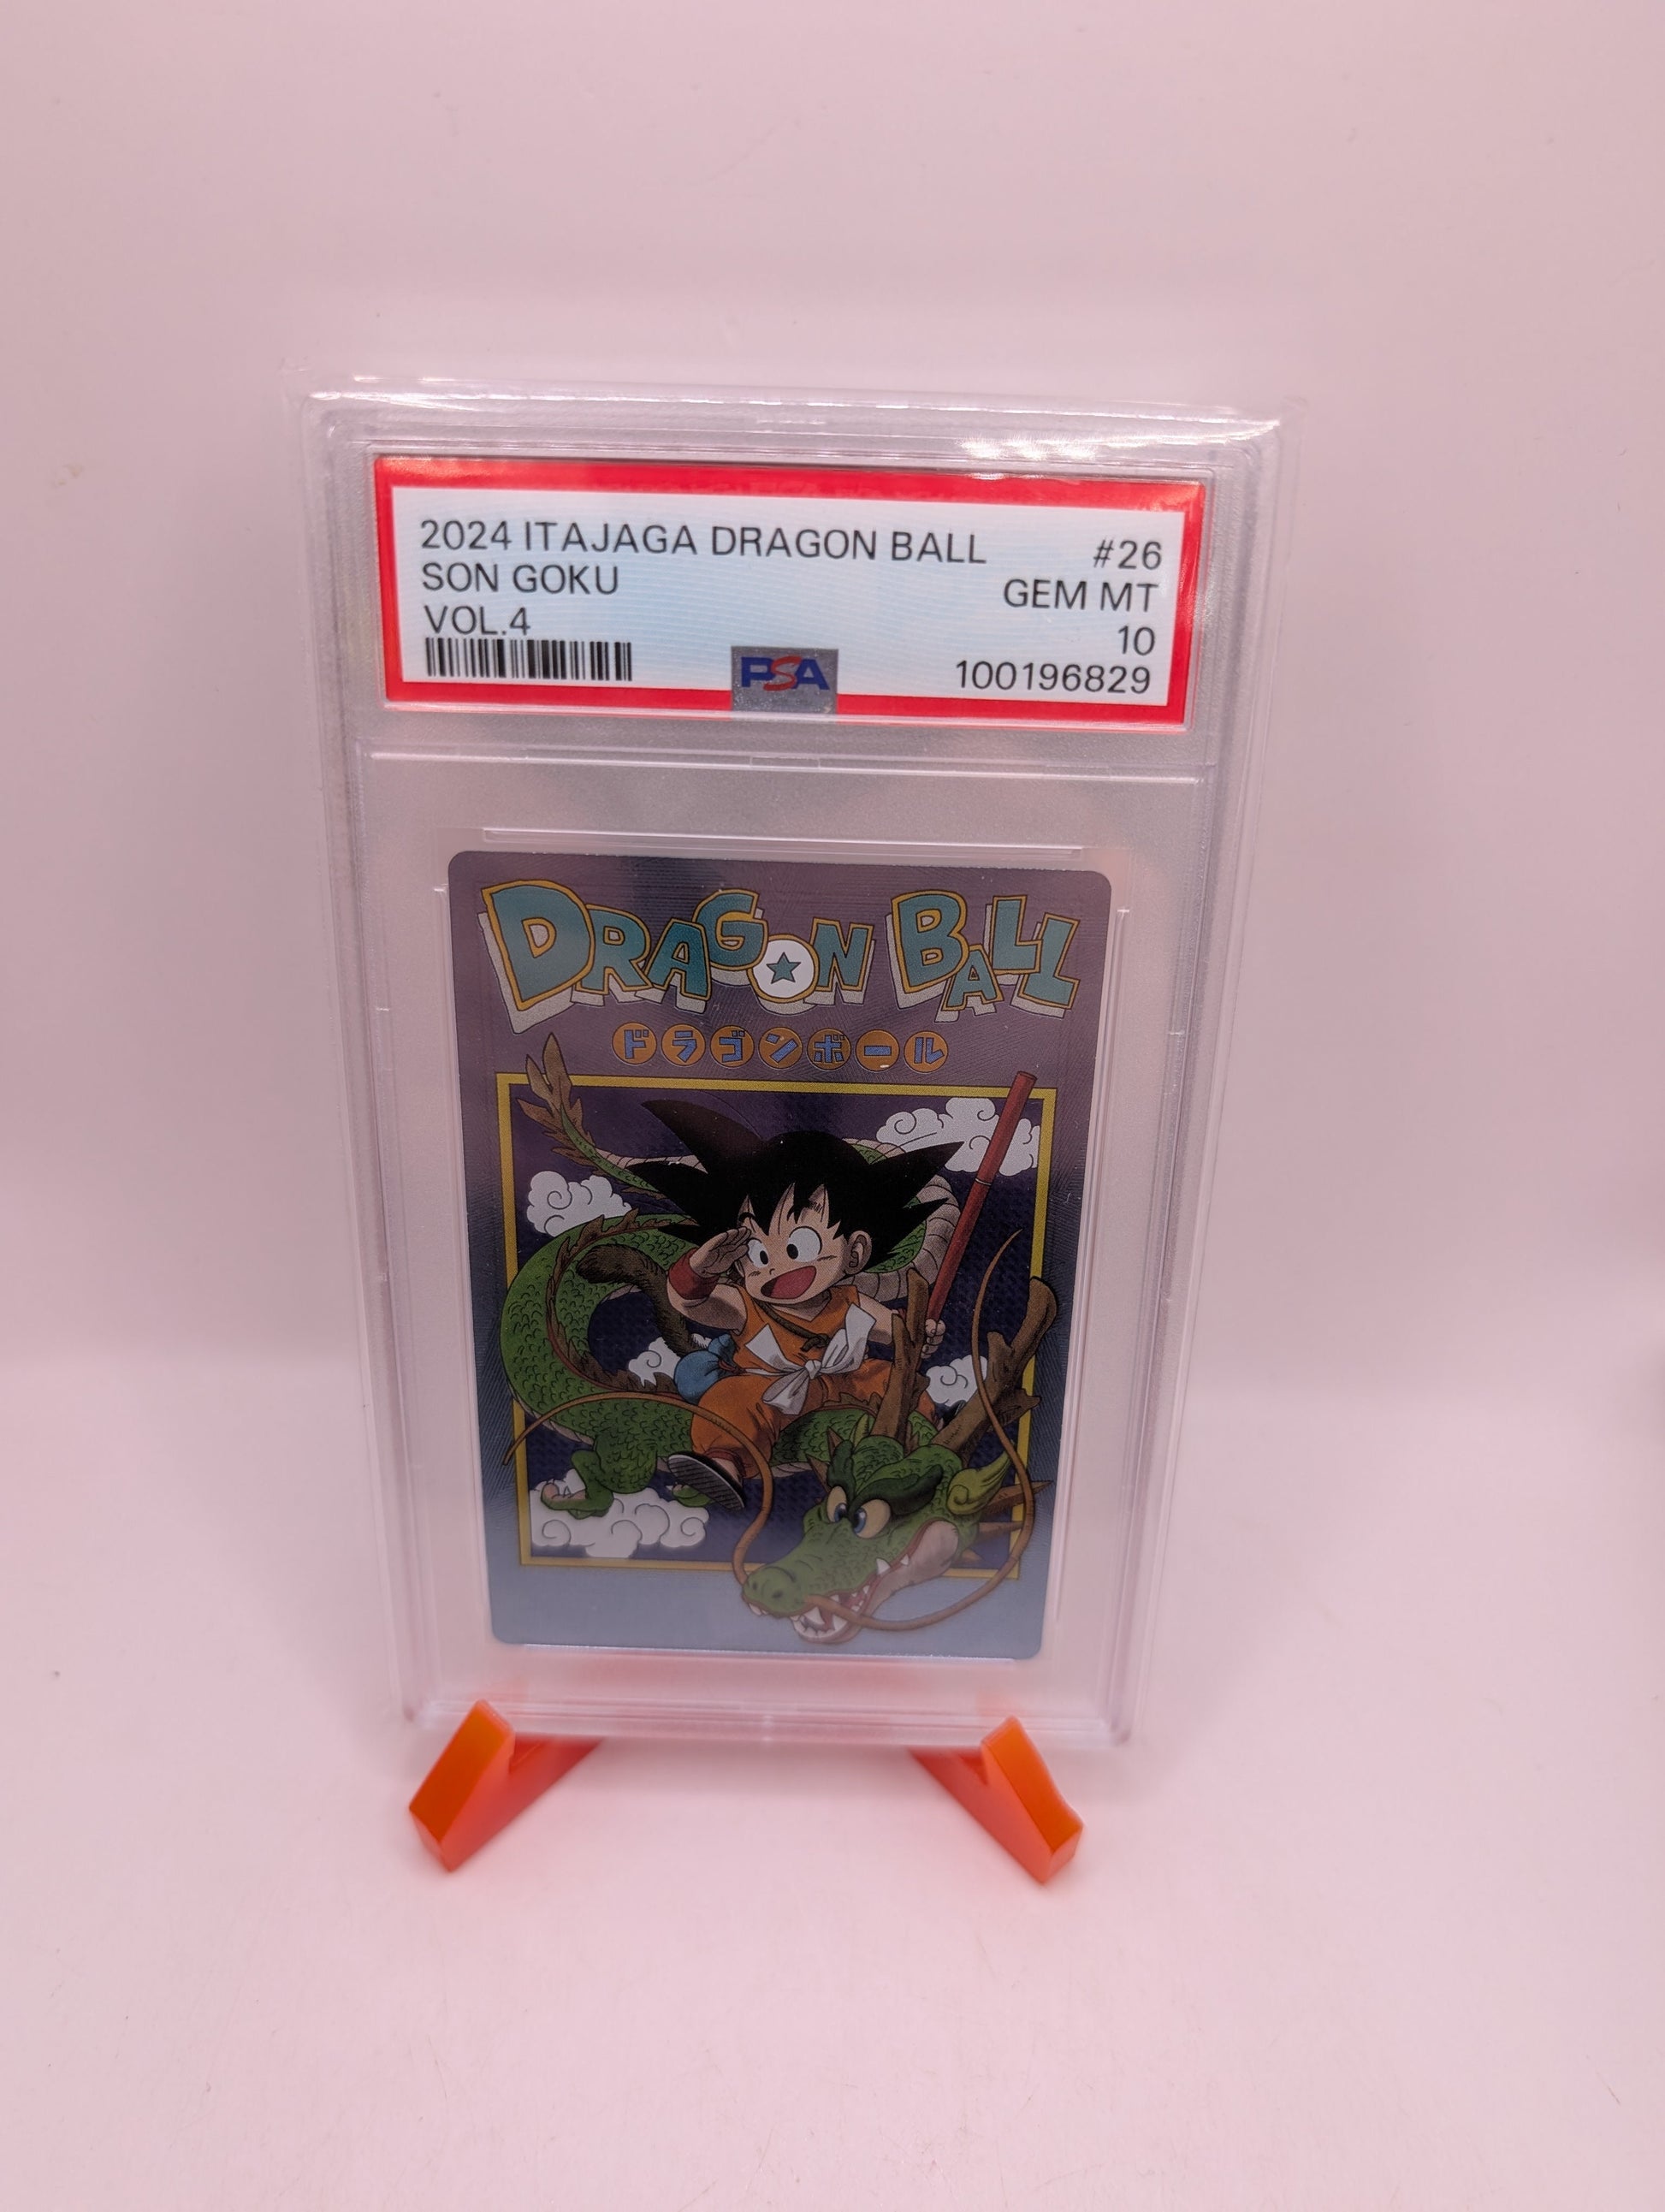 2024 ITAJAGA DRAGON BALL #26
SON GOKU GEM MT
VOL.4 10
PSA 100196829
DRAGON BALL
ドラゴンボール